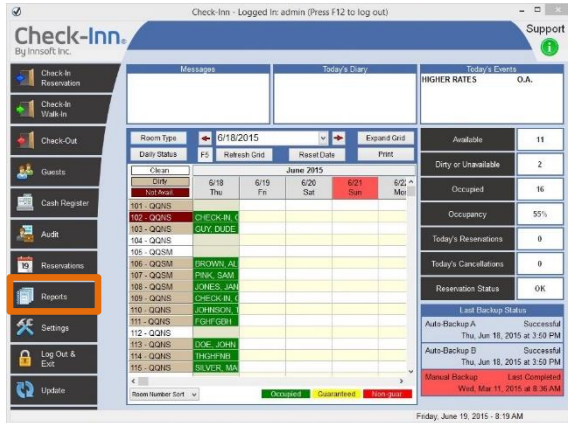 Check-Inn - Logged In: admin (Press F12 to log out)
Check-Inn®
By Innsoft Inc.
Support
Check-In
Reservation
Check-In
Walk-In
Check-Out
Guests
Cash Register
Audit
Reservations
19
Reports
Settings
Log Out &
Exit
Update
Messages
Today's Diary
Today's Events
HIGHER RATES O.A.
Room Type 6/18/2015 Expand Grid
Daily Status F5 Refresh Grid Reset Date Print
Clean June 2015
Dirty
Not Avail.
6/18 6/19 6/20 6/21 6/22
Thu Fri Sat Sun Mon
101 - QQNS
102 - QQNS CHECK-IN, C
103 - QQNS GUY, DUDE
104 - QQNS
105 - QQSM
106 - QQSM BROWN, AL
107 - QQSM PINK, SAM
108 - QQSM JONES, JAN
109 - QQNS CHECK-IN, C
110 - QQNS JOHNSON, T
111 - QQNS FGHFGBH
112 - QQNS
113 - QQNS DOE, JOHN
114 - QQNS THGHFNB
115 - QQNS SILVER, MA
Room Number Sort
Occupied Guaranteed Non-guar
Available 11
Dirty or Unavailable 2
Occupied 16
Occupancy 55%
Today's Reservations 0
Today's Cancellations 0
Reservation Status OK
Last Backup Status
Auto-Backup A Successful
Thu, Jun 18, 2015 at 3:50 PM
Auto-Backup B Successful
Thu, Jun 18, 2015 at 3:50 PM
Manual Backup Last Completed
Wed, Mar 11, 2015 at 8:36 AM
Friday, June 19, 2015 - 8:19 AM